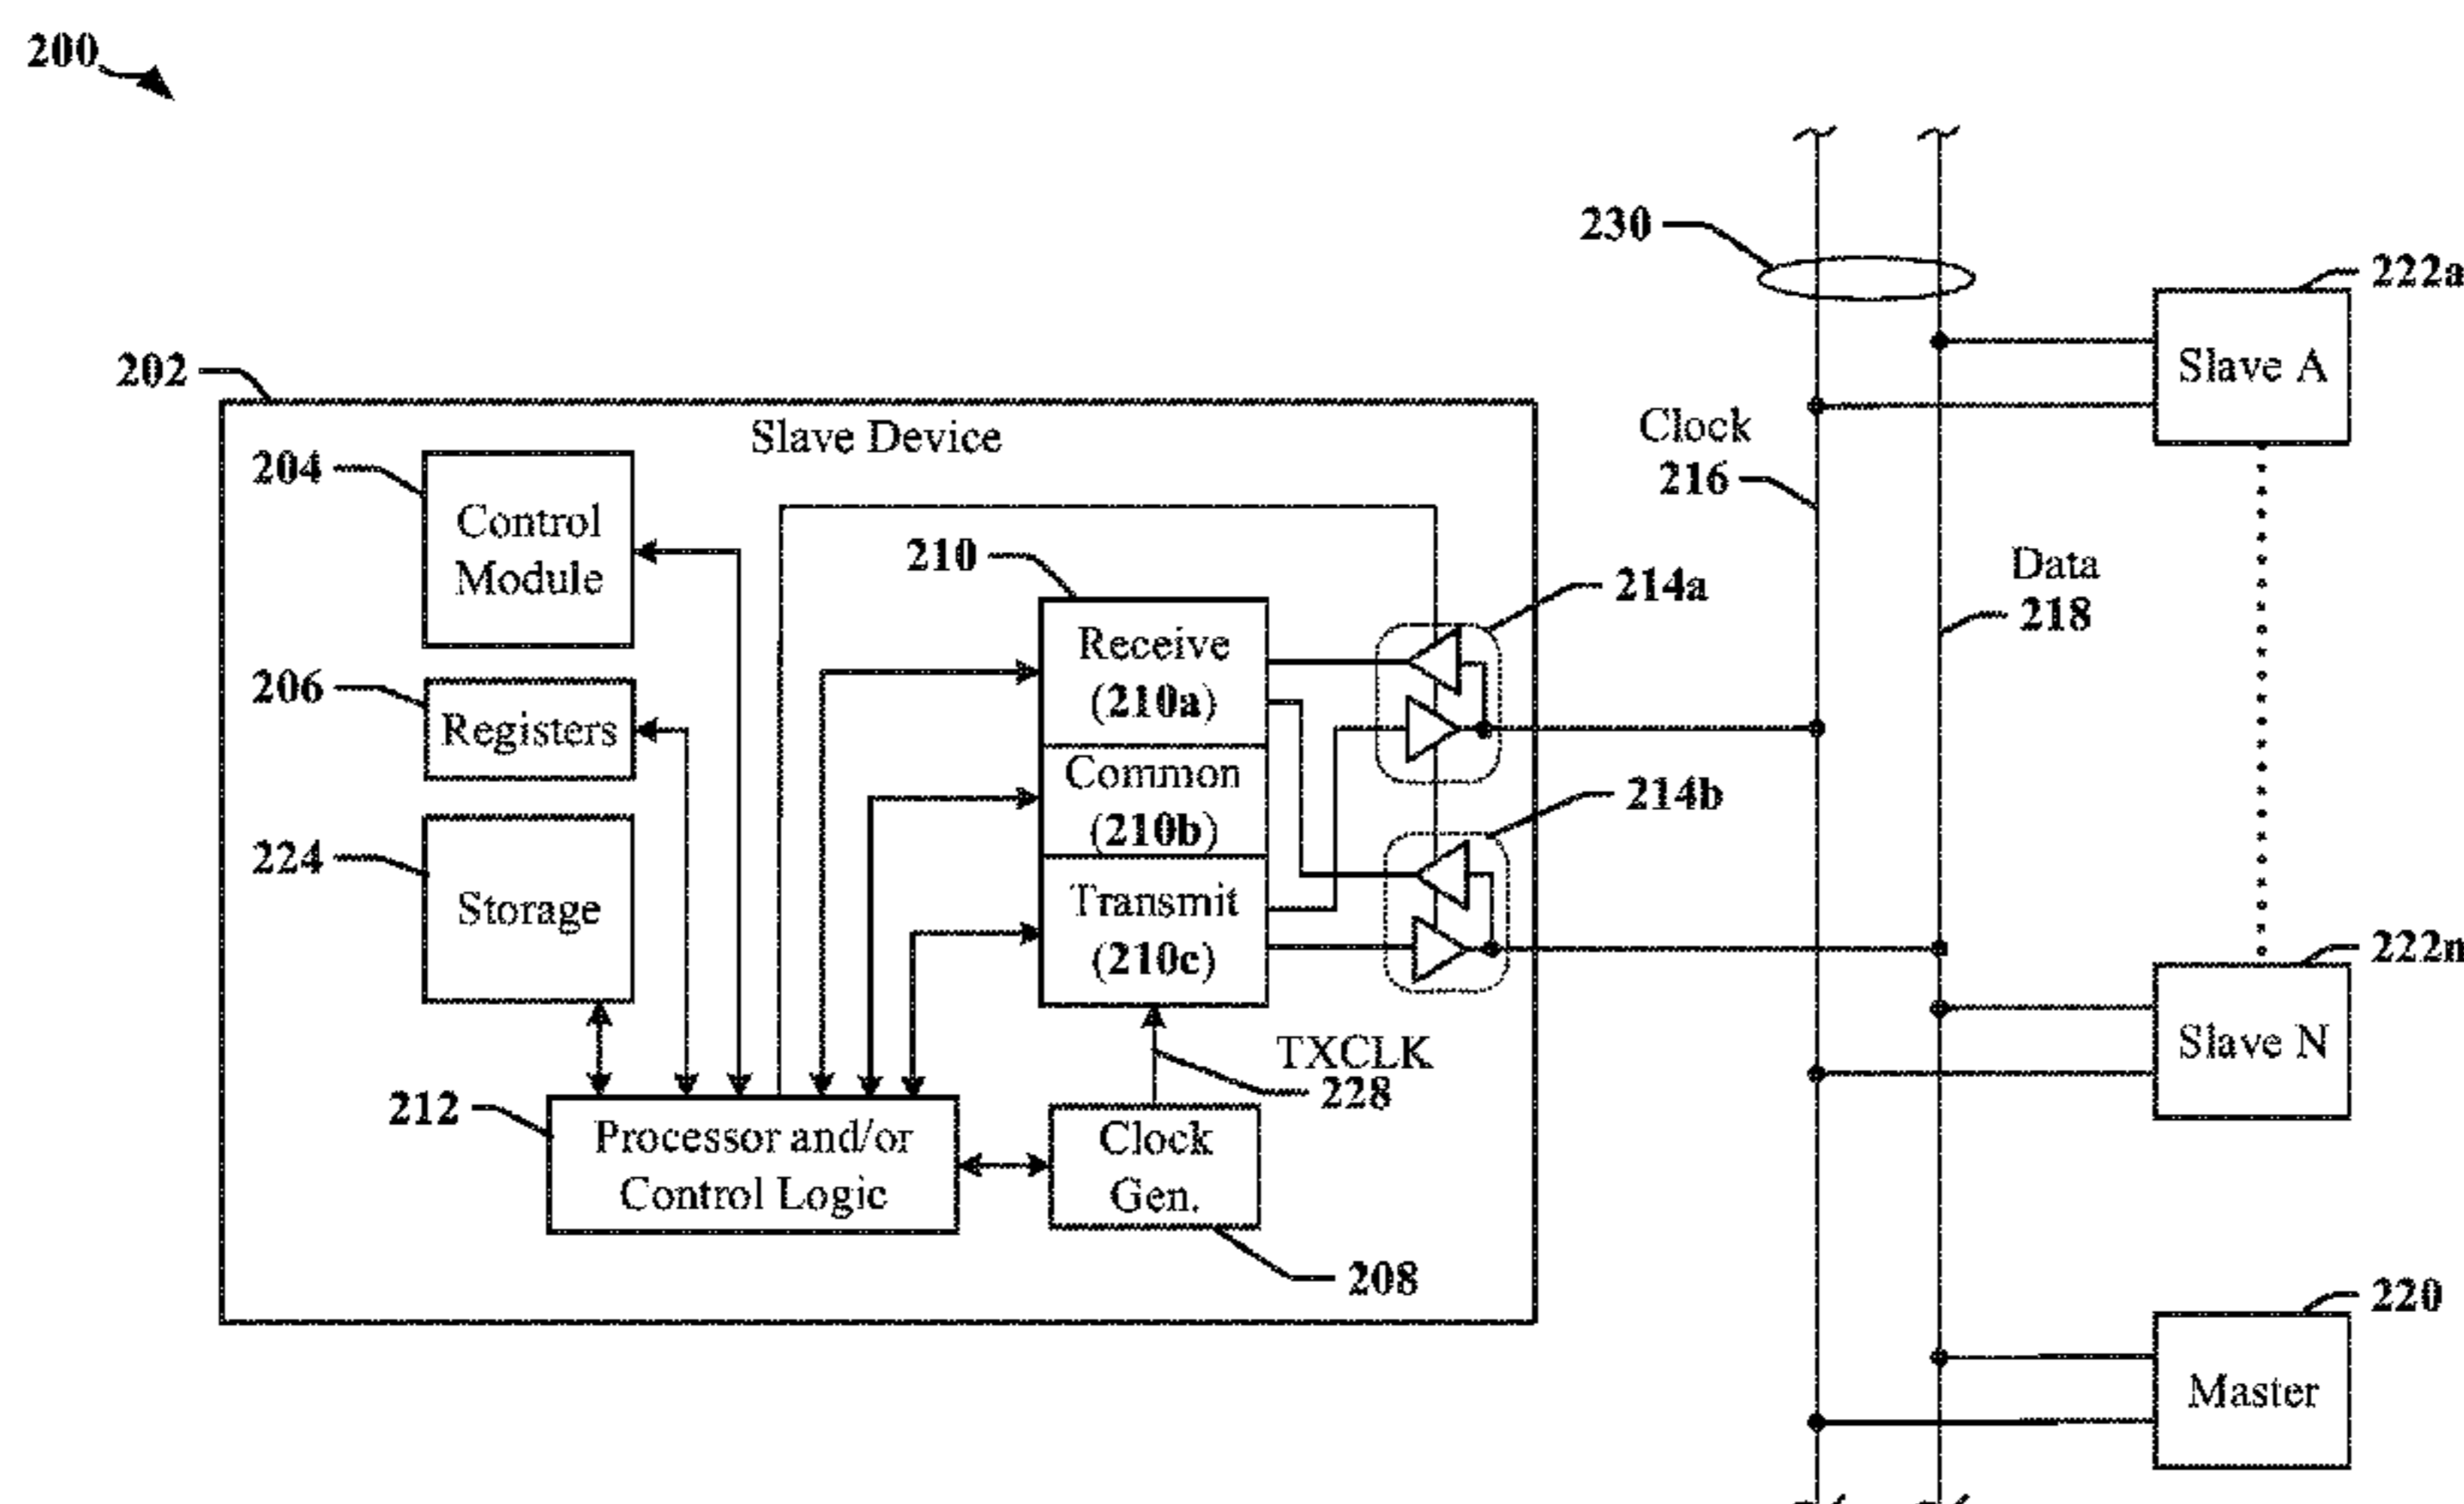 200
230
222a
Slave A
202
Slave Device
Clock
216
204
Control
Module
210
214a
Data
218
Receive
(210a)
206
Registers
Common
(210b)
214b
224
Storage
Transmit
(210c)
222n
Slave N
TXCLK
228
212
Processor and/or
Control Logic
Clock
Gen.
208
220
Master